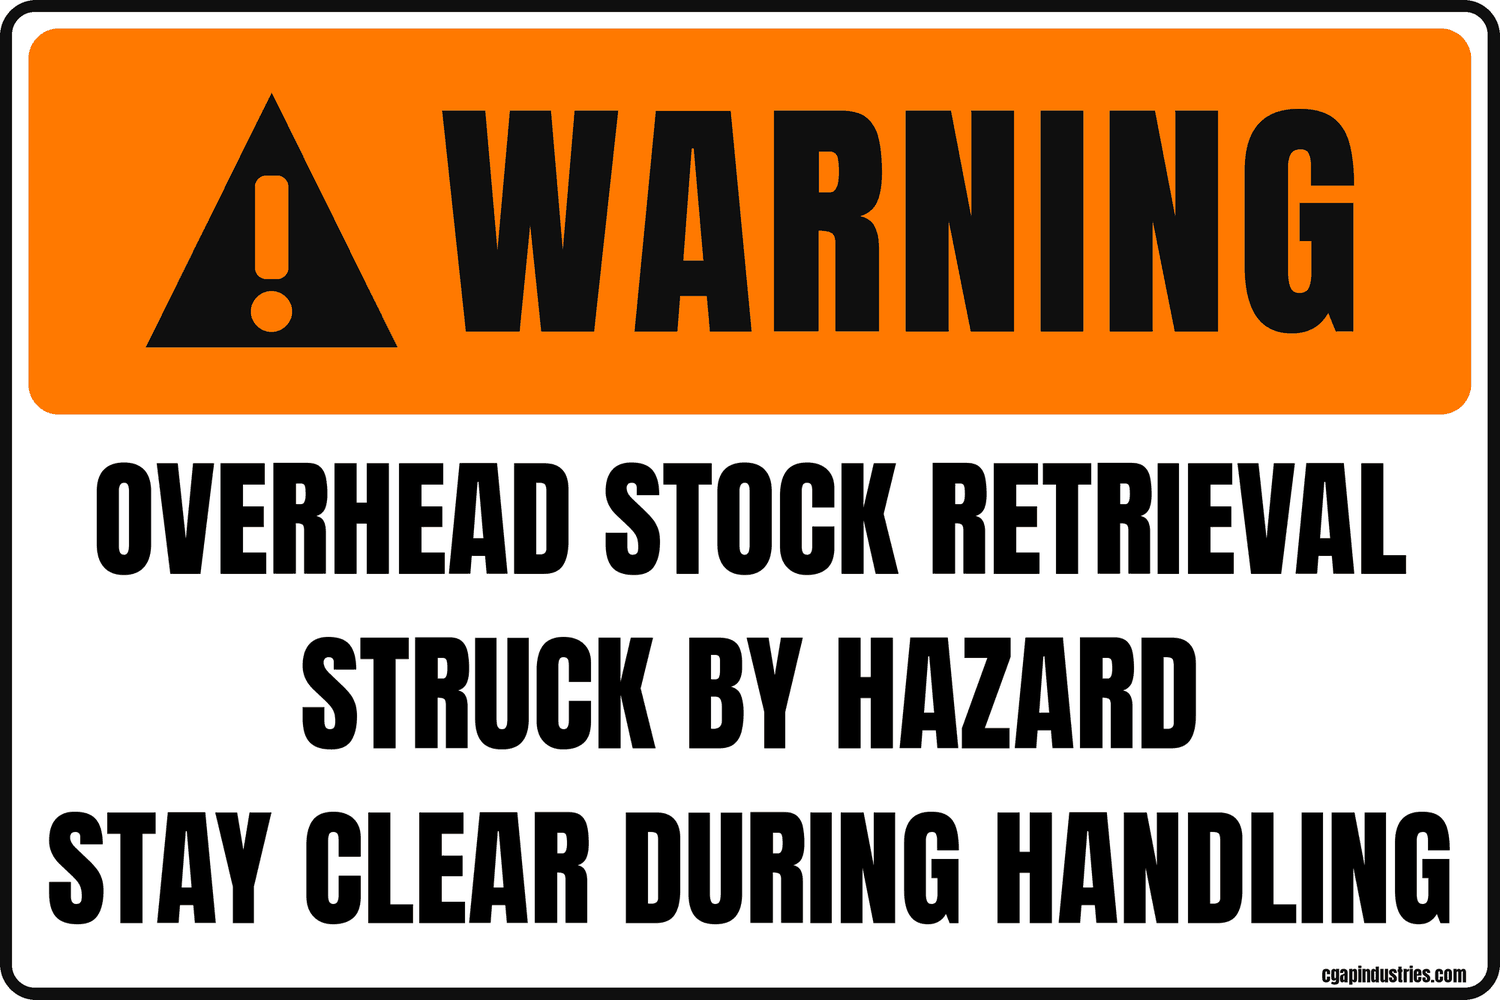 WARNING
OVERHEAD STOCK RETRIEVAL
STRUCK BY HAZARD
STAY CLEAR DURING HANDLING
cgapindustries.com